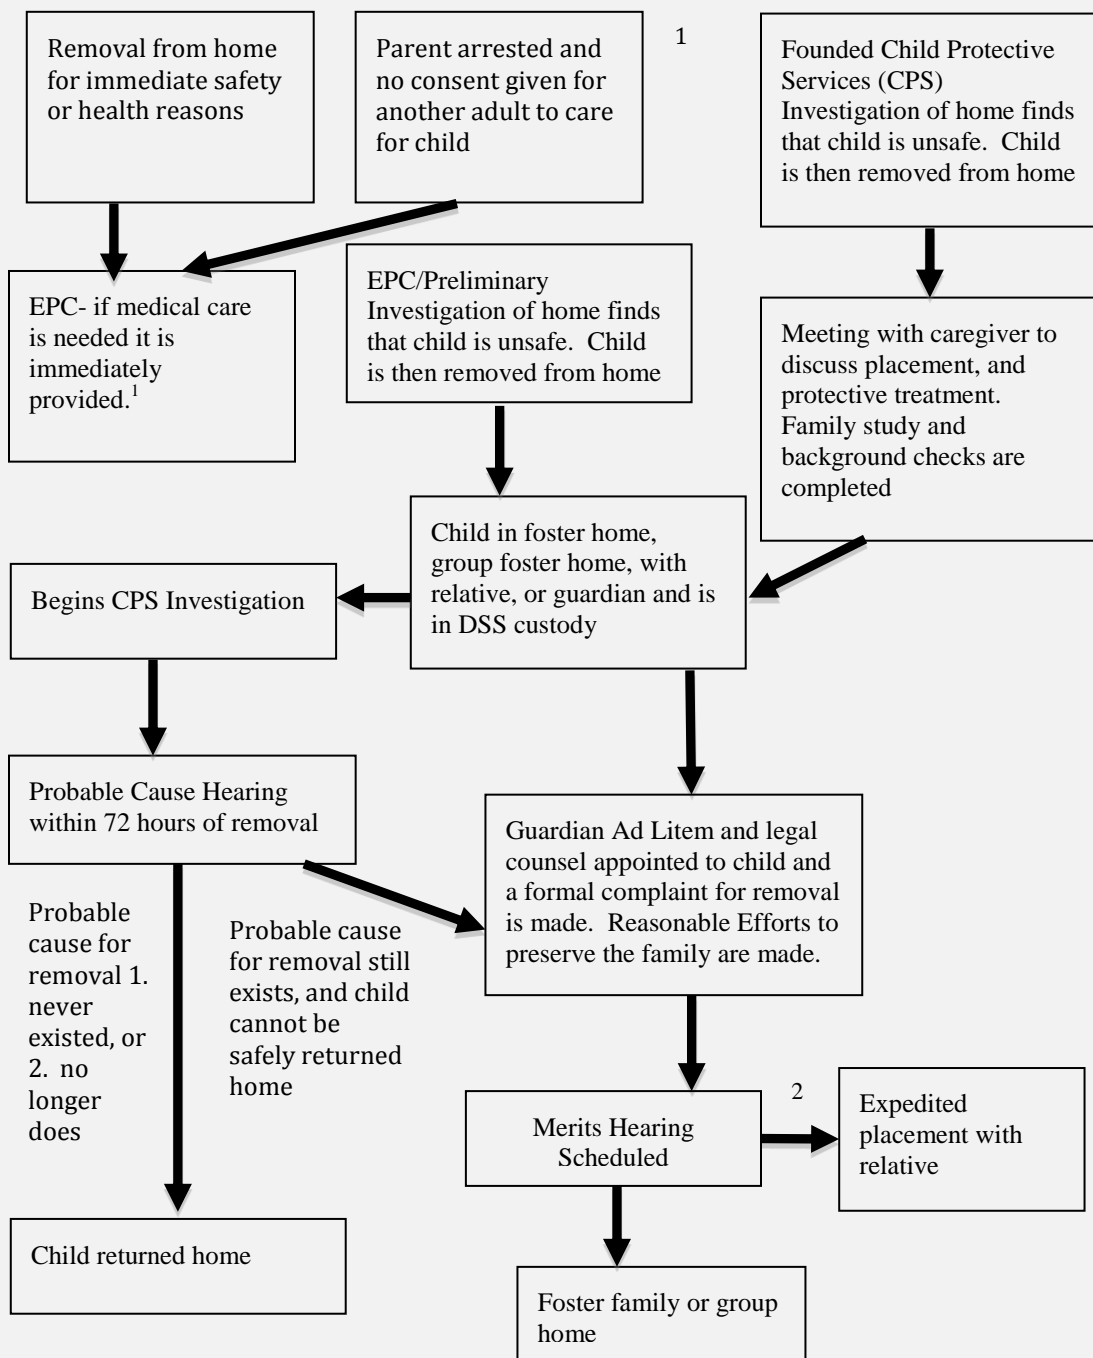 Removal from home
for immediate safety
or health reasons
Parent arrested and
no consent given for
another adult to care
for child
1
Founded Child Protective
Services (CPS)
Investigation of home finds
that child is unsafe.  Child
is then removed from home
EPC- if medical care
is needed it is
immediately
provided.1
EPC/Preliminary
Investigation of home finds
that child is unsafe.  Child
is then removed from home
Meeting with caregiver to
discuss placement, and
protective treatment.
Family study and
background checks are
completed
Child in foster home,
group foster home, with
relative, or guardian and is
in DSS custody
Begins CPS Investigation
Probable Cause Hearing
within 72 hours of removal
Guardian Ad Litem and legal
counsel appointed to child and
a formal complaint for removal
is made.  Reasonable Efforts to
preserve the family are made.
Probable
cause for
removal 1.
never
existed, or
2.  no
longer
does
Probable cause
for removal still
exists, and child
cannot be
safely returned
home
Merits Hearing
Scheduled
2
Expedited
placement with
relative
Child returned home
Foster family or group
home